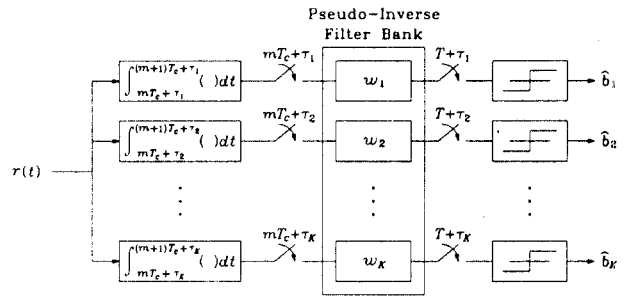 Pseudo-Inverse
Filter Bank
∫_{mT_c+τ_1}^{(m+1)T_c+τ_1} ( )dt
mT_c+τ_1
w_1
T+τ_1
b̂_1
∫_{mT_c+τ_2}^{(m+1)T_c+τ_2} ( )dt
mT_c+τ_2
w_2
T+τ_2
b̂_2
r(t)
∫_{mT_c+τ_K}^{(m+1)T_c+τ_K} ( )dt
mT_c+τ_K
w_K
T+τ_K
b̂_K